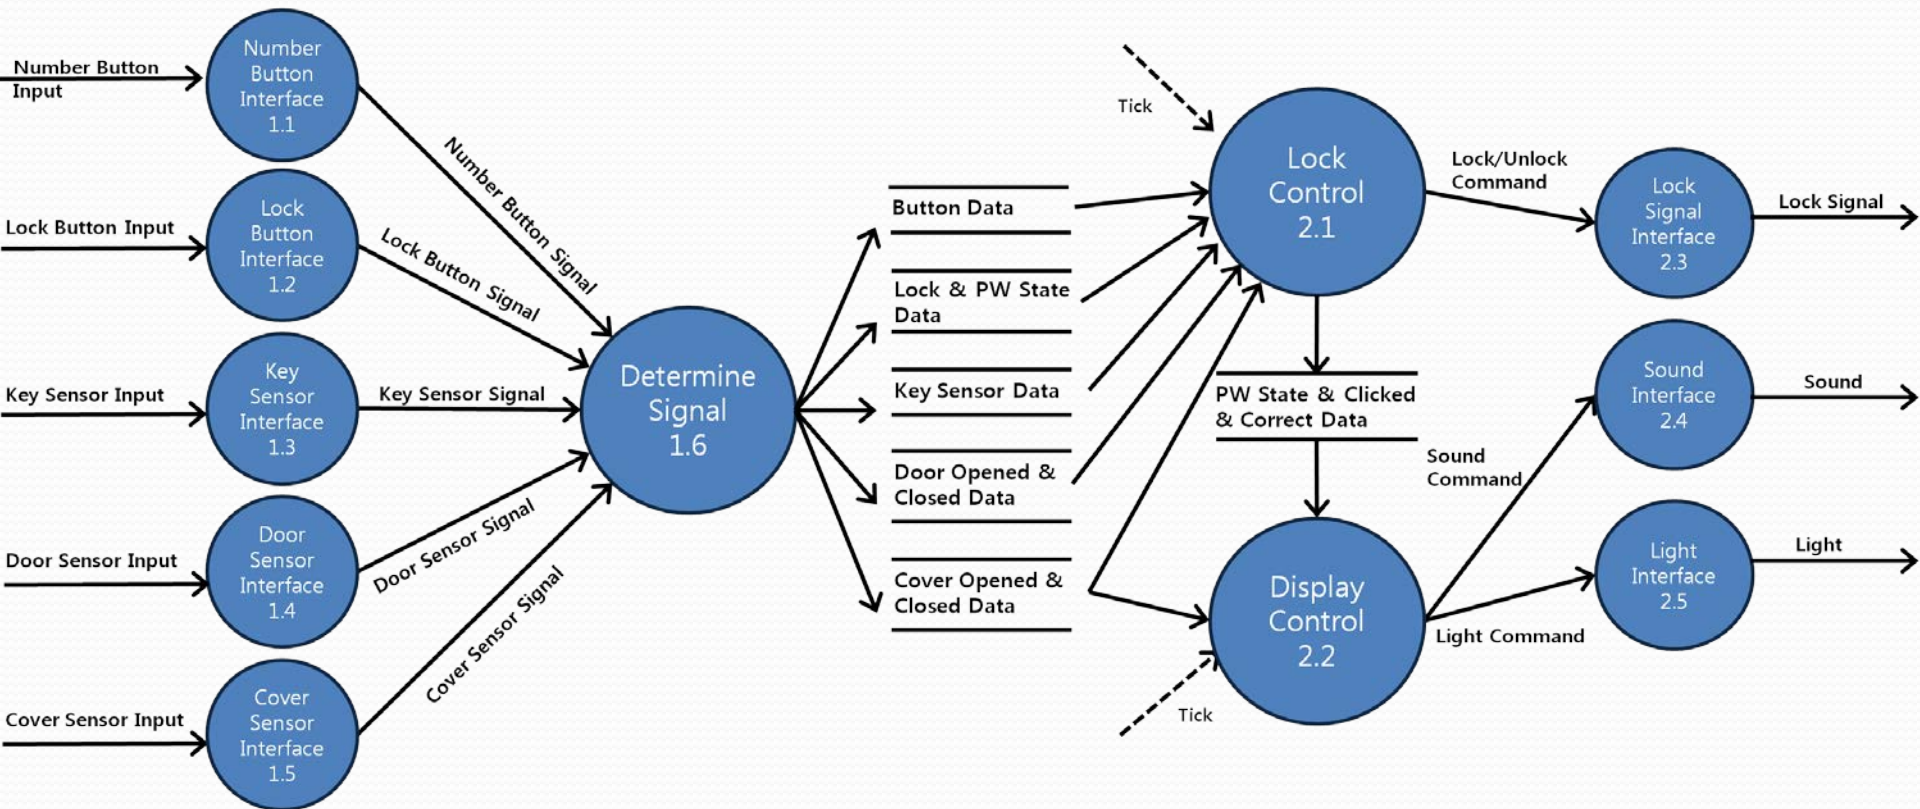 Number Button
Input
Number
Button
Interface
1.1
Number Button Signal
Lock Button Input
Lock
Button
Interface
1.2
Lock Button Signal
Key Sensor Input
Key
Sensor
Interface
1.3
Key Sensor Signal
Door Sensor Input
Door
Sensor
Interface
1.4
Door Sensor Signal
Cover Sensor Input
Cover
Sensor
Interface
1.5
Cover Sensor Signal
Determine
Signal
1.6
Button Data
Lock & PW State
Data
Key Sensor Data
Door Opened &
Closed Data
Cover Opened &
Closed Data
Tick
Lock
Control
2.1
PW State & Clicked
& Correct Data
Display
Control
2.2
Tick
Lock/Unlock
Command
Lock
Signal
Interface
2.3
Lock Signal
Sound
Command
Sound
Interface
2.4
Sound
Light Command
Light
Interface
2.5
Light